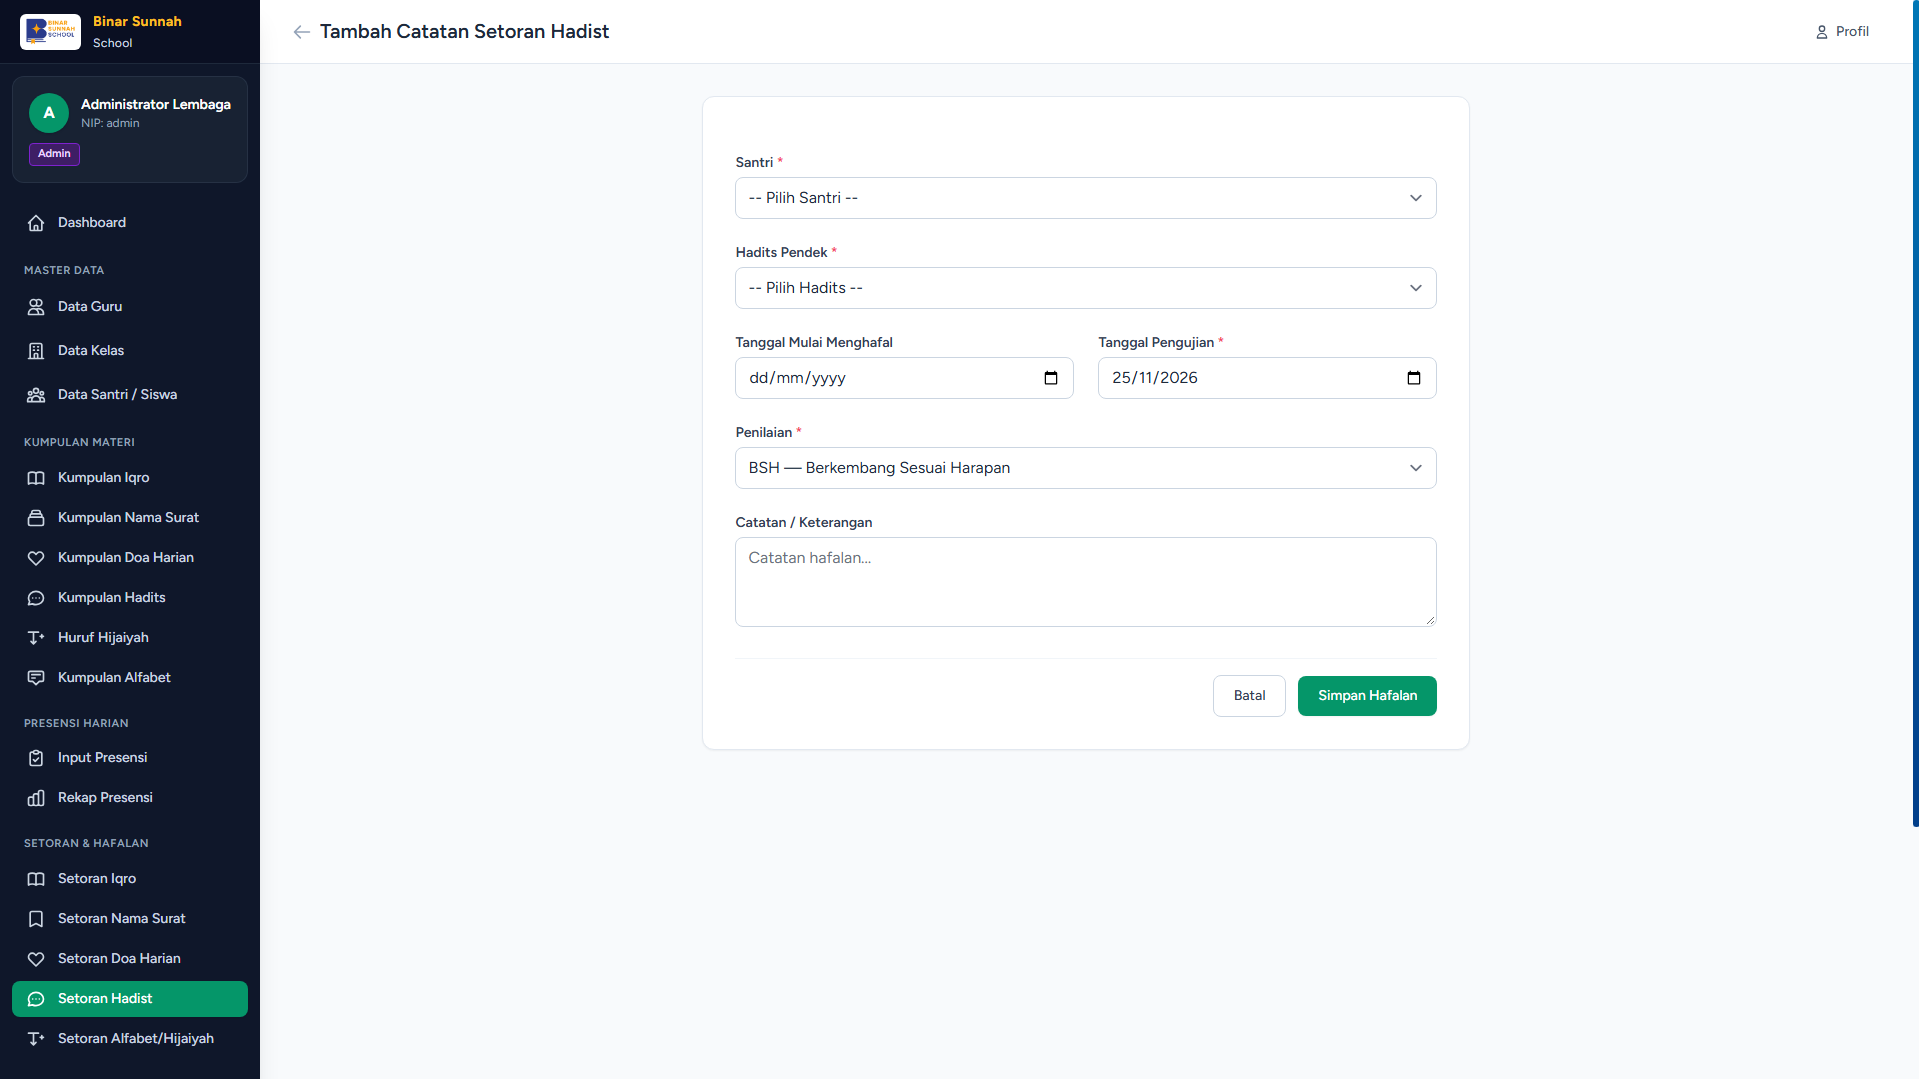 BINAR
SUNNAH
SCHOOL
Binar Sunnah
School
A
Administrator Lembaga
NIP: admin
Admin
Dashboard
MASTER DATA
Data Guru
Data Kelas
Data Santri / Siswa
KUMPULAN MATERI
Kumpulan Iqro
Kumpulan Nama Surat
Kumpulan Doa Harian
Kumpulan Hadits
Huruf Hijaiyah
Kumpulan Alfabet
PRESENSI HARIAN
Input Presensi
Rekap Presensi
SETORAN & HAFALAN
Setoran Iqro
Setoran Nama Surat
Setoran Doa Harian
Setoran Hadist
Setoran Alfabet/Hijaiyah
Tambah Catatan Setoran Hadist
Profil
Santri *
-- Pilih Santri --
Hadits Pendek *
-- Pilih Hadits --
Tanggal Mulai Menghafal
dd/mm/yyyy
Tanggal Pengujian *
25/11/2026
Penilaian *
BSH — Berkembang Sesuai Harapan
Catatan / Keterangan
Catatan hafalan...
Batal
Simpan Hafalan